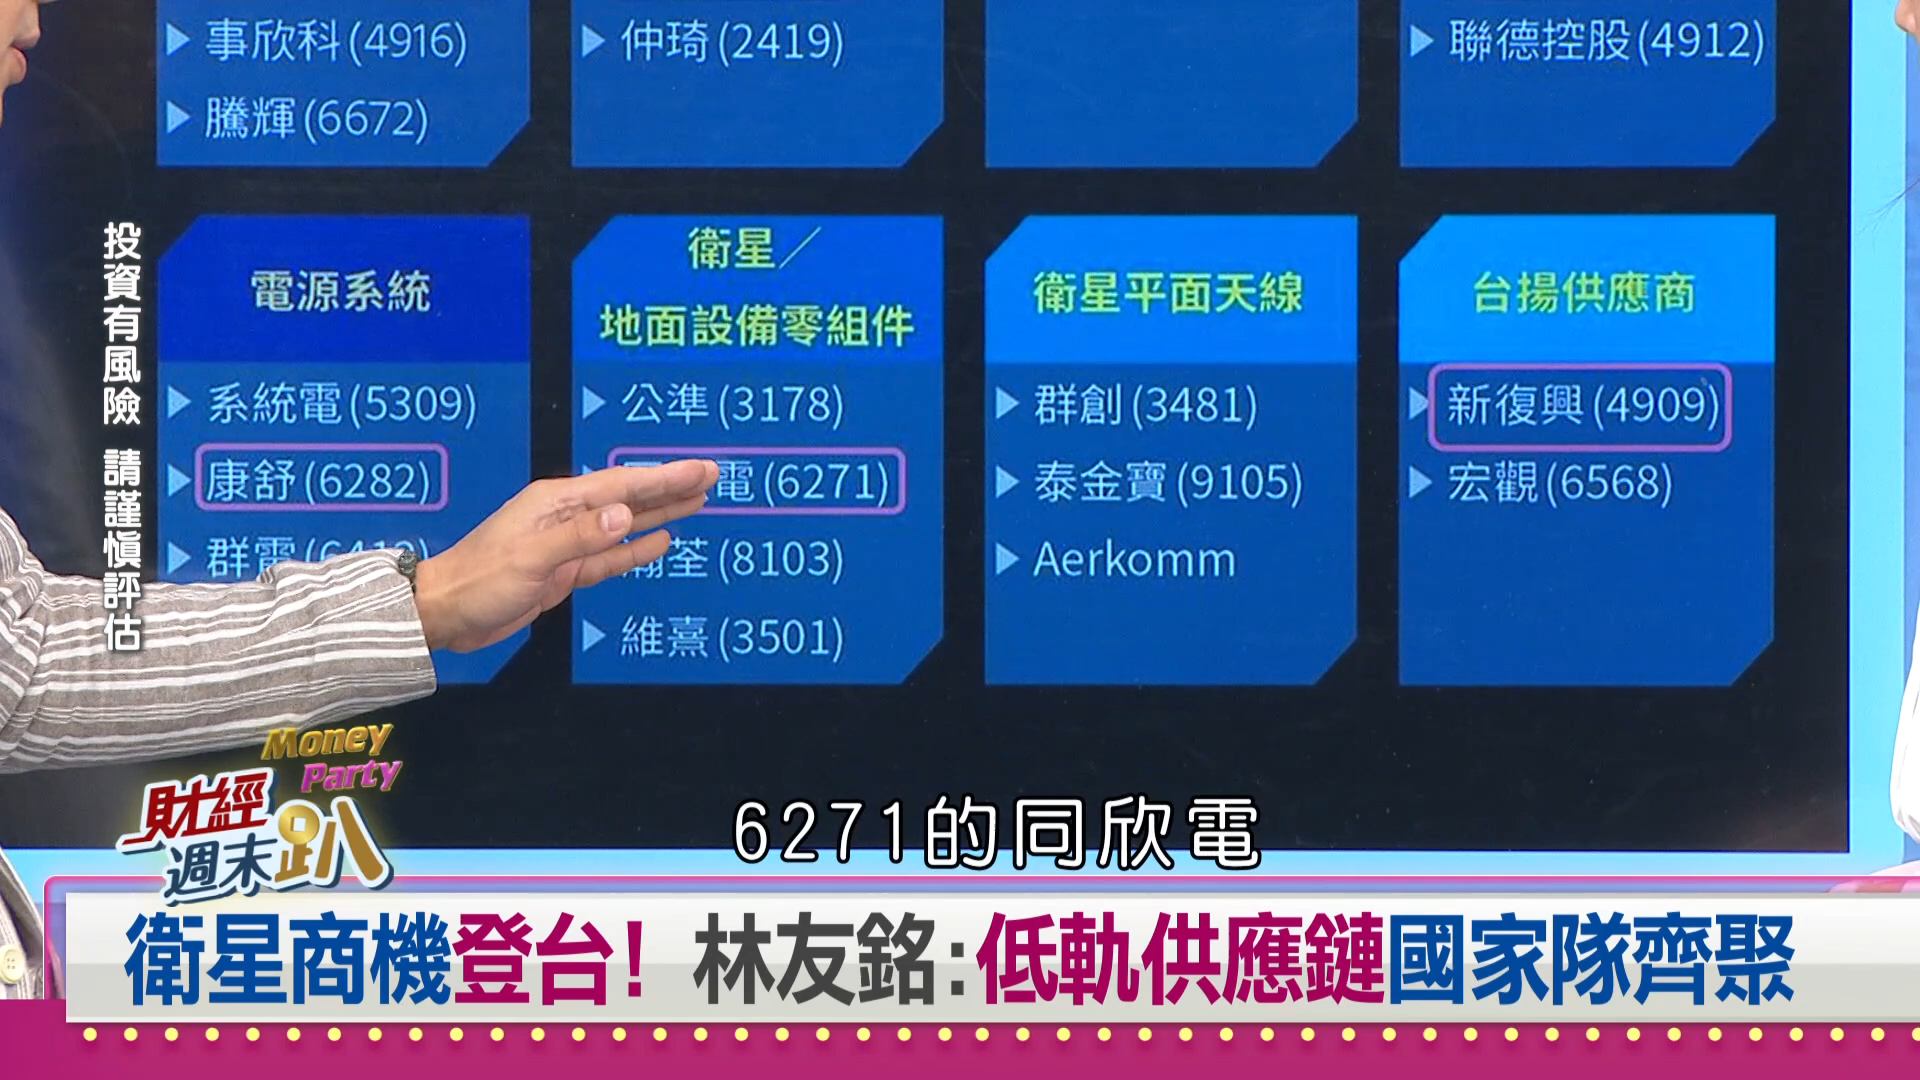 事欣科(4916)
騰輝(6672)
仲琦(2419)
聯德控股(4912)
投資有風險 請謹慎評估
電源系統
系統電(5309)
康舒(6282)
群電(6412)
衛星／
地面設備零組件
公準(3178)
電(6271)
瀚荃(8103)
維熹(3501)
衛星平面天線
群創(3481)
泰金寶(9105)
Aerkomm
台揚供應商
新復興(4909)
宏觀(6568)
Money
Party
財經
週末趴
6271的同欣電
衛星商機登台! 林友銘:低軌供應鏈國家隊齊聚